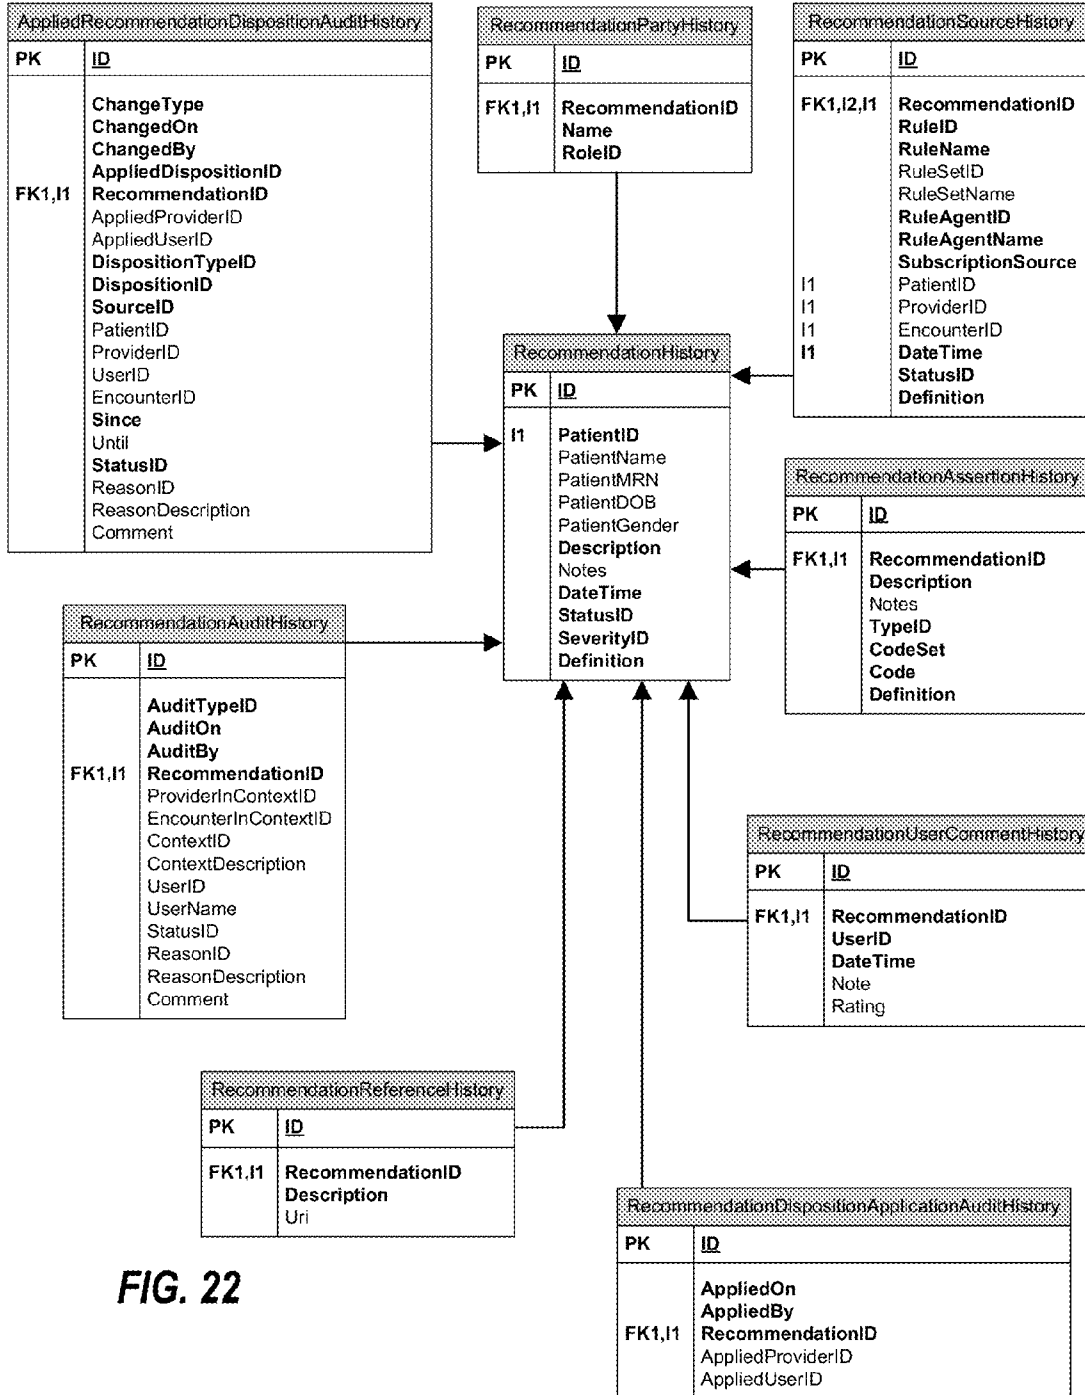 AppliedRecommendationDispositionAuditHistory
PK ID
ChangeType
ChangedOn
ChangedBy
AppliedDispositionID
FK1,I1 RecommendationID
AppliedProviderID
AppliedUserID
DispositionTypeID
DispositionID
SourceID
PatientID
ProviderID
UserID
EncounterID
Since
Until
StatusID
ReasonID
ReasonDescription
Comment
RecommendationPartyHistory
PK ID
FK1,I1 RecommendationID
Name
RoleID
RecommendationSourceHistory
PK ID
FK1,I2,I1 RecommendationID
RuleID
RuleName
RuleSetID
RuleSetName
RuleAgentID
RuleAgentName
SubscriptionSource
I1 PatientID
I1 ProviderID
I1 EncounterID
I1 DateTime
StatusID
Definition
RecommendationHistory
PK ID
I1 PatientID
PatientName
PatientMRN
PatientDOB
PatientGender
Description
Notes
DateTime
StatusID
SeverityID
Definition
RecommendationAssertionHistory
PK ID
FK1,I1 RecommendationID
Description
Notes
TypeID
CodeSet
Code
Definition
RecommendationAuditHistory
PK ID
AuditTypeID
AuditOn
AuditBy
FK1,I1 RecommendationID
ProviderInContextID
EncounterInContextID
ContextID
ContextDescription
UserID
UserName
StatusID
ReasonID
ReasonDescription
Comment
RecommendationUserCommentHistory
PK ID
FK1,I1 RecommendationID
UserID
DateTime
Note
Rating
RecommendationReferenceHistory
PK ID
FK1,I1 RecommendationID
Description
Uri
RecommendationDispositionApplicationAuditHistory
PK ID
AppliedOn
AppliedBy
FK1,I1 RecommendationID
AppliedProviderID
AppliedUserID
FIG. 22